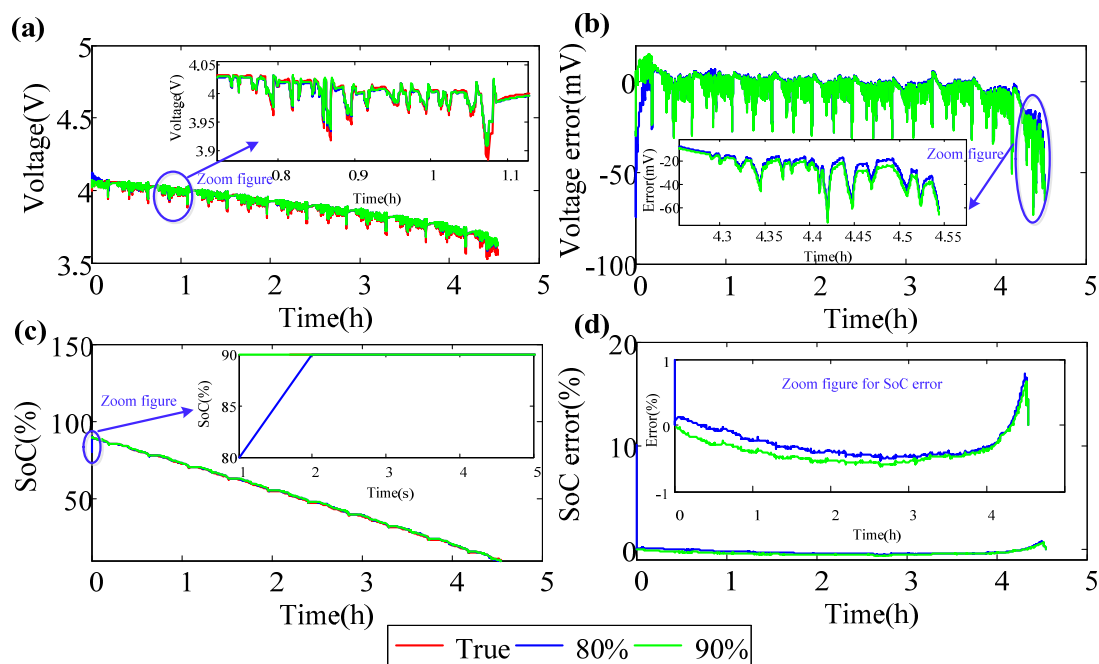 (a)
5
4.5
4
3.5
Voltage(V)
0 1 2 3 4 5
Time(h)
4,05
4
3.95
3.9
Voltage(V)
0.8 0.9 1 1.1
Time(h)
Zoom figure
(b)
20
0
-50
-100
Voltage error(mV)
0 1 2 3 4 5
Time(h)
-20
-40
-60
Error(mV)
4.3 4.35 4.4 4.45 4.5 4.55
Time(h)
Zoom figure
(c)
150
100
50
SoC(%)
0 1 2 3 4 5
Time(h)
Zoom figure
90
85
80
SoC(%)
1 2 3 4 5
Time(s)
(d)
20
10
0
SoC error(%)
0 1 2 3 4 5
Time(h)
Zoom figure for SoC error
1
0
-1
Error(%)
0 1 2 3 4
Time(h)
True 80% 90%